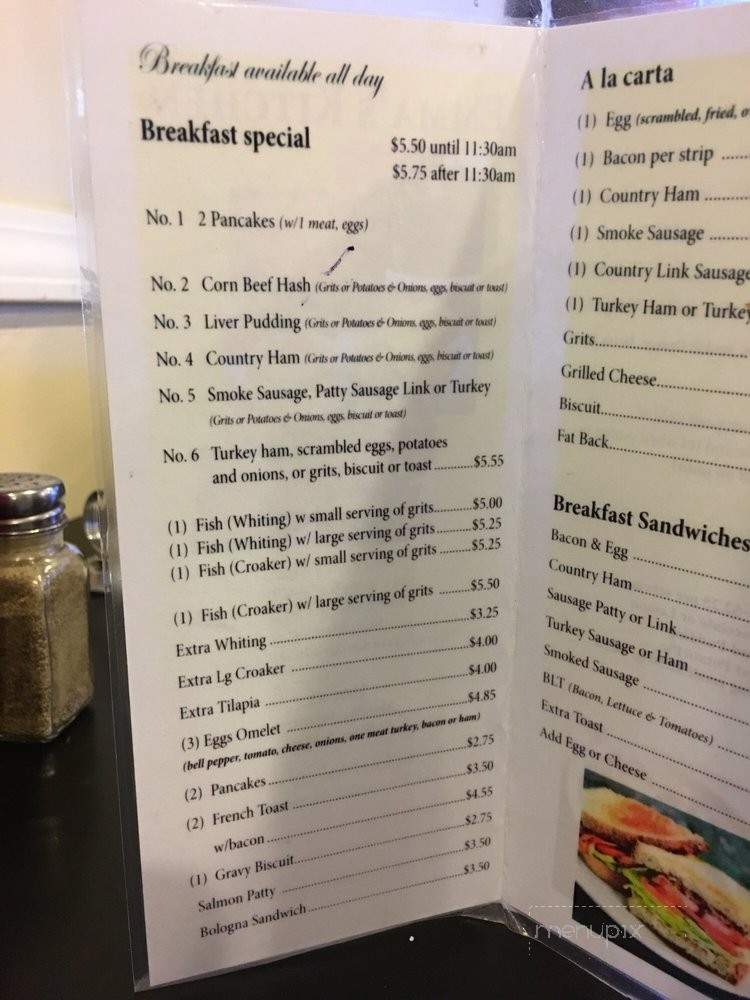 Breakfast available all day
Breakfast special
$5.50 until 11:30am
$5.75 after 11:30am
No. 1 2 Pancakes (w/1 meat, eggs)
No. 2 Corn Beef Hash (Grits or Potatoes & Onions, eggs, biscuit or toast)
No. 3 Liver Pudding (Grits or Potatoes & Onions, eggs, biscuit or toast)
No. 4 Country Ham (Grits or Potatoes & Onions, eggs, biscuit or toast)
No. 5 Smoke Sausage, Patty Sausage Link or Turkey
(Grits or Potatoes & Onions, eggs, biscuit or toast)
No. 6 Turkey ham, scrambled eggs, potatoes
and onions, or grits, biscuit or toast............$5.55
(1) Fish (Whiting) w small serving of grits...........$5.00
(1) Fish (Whiting) w/ large serving of grits..........$5.25
(1) Fish (Croaker) w/ small serving of grits .........$5.25
(1) Fish (Croaker) w/ large serving of grits .........$5.50
Extra Whiting ..........$3.25
Extra Lg Croaker ..........$4.00
Extra Tilapia ..........$4.00
(3) Eggs Omelet ..........$4.85
(bell pepper, tomato, cheese, onions, one meat turkey, bacon or ham)
(2) Pancakes..........$2.75
(2) French Toast ..........$3.50
w/bacon ..........$4.55
(1) Gravy Biscuit..........$2.75
Salmon Patty ..........$3.50
Bologna Sandwich..........$3.50
A la carta
(1) Egg (scrambled, fried,
(1) Bacon per strip ......
(1) Country Ham ..........
(1) Smoke Sausage ........
(1) Country Link Sausage
(1) Turkey Ham or Turkey
Grits..........
Grilled Cheese..........
Biscuit..........
Fat Back..........
Breakfast Sandwiches
Bacon & Egg ..........
Country Ham..........
Sausage Patty or Link..........
Turkey Sausage or Ham ..........
Smoked Sausage ..........
BLT (Bacon, Lettuce & Tomatoes) ..........
Extra Toast ..........
Add Egg or Cheese ..........
menupix